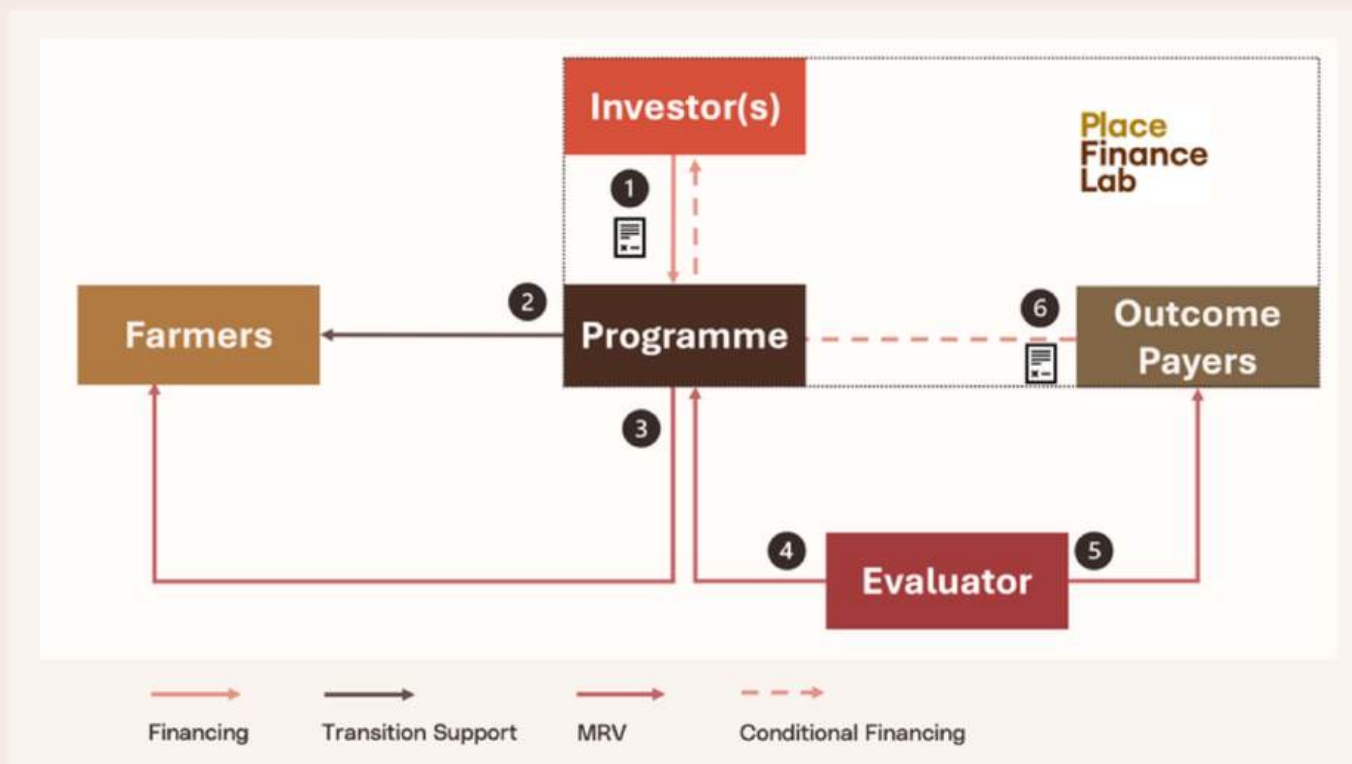 Investor(s)
Place
Finance
Lab
1
2
6
Farmers
Programme
Outcome
Payers
3
4
5
Evaluator
Financing
Transition Support
MRV
Conditional Financing